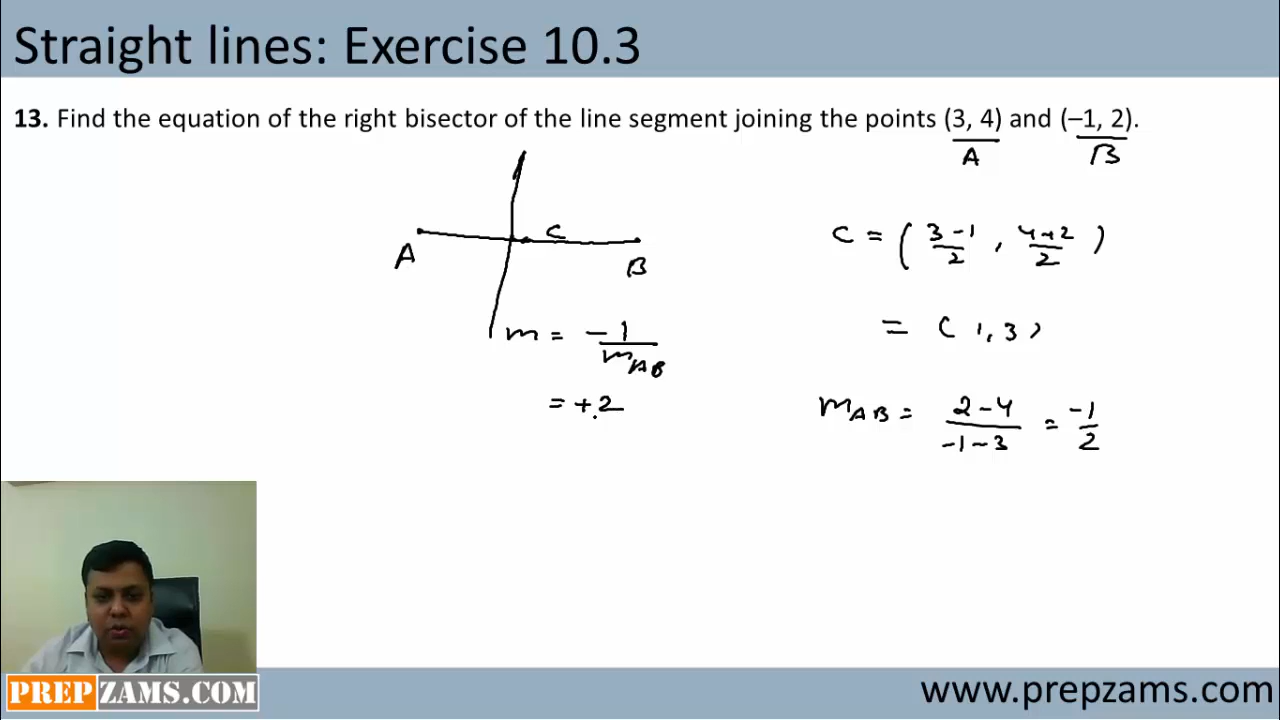 Straight lines: Exercise 10.3
13. Find the equation of the right bisector of the line segment joining the points (3, 4) and (–1, 2).
A B
A C B
C = ( 3-1/2 , 4+2/2 )
= ( 1, 3 )
m = -1/mAB
= +2
mAB = 2-4/-1-3 = -1/2
PREPZAMS.COM
www.prepzams.com